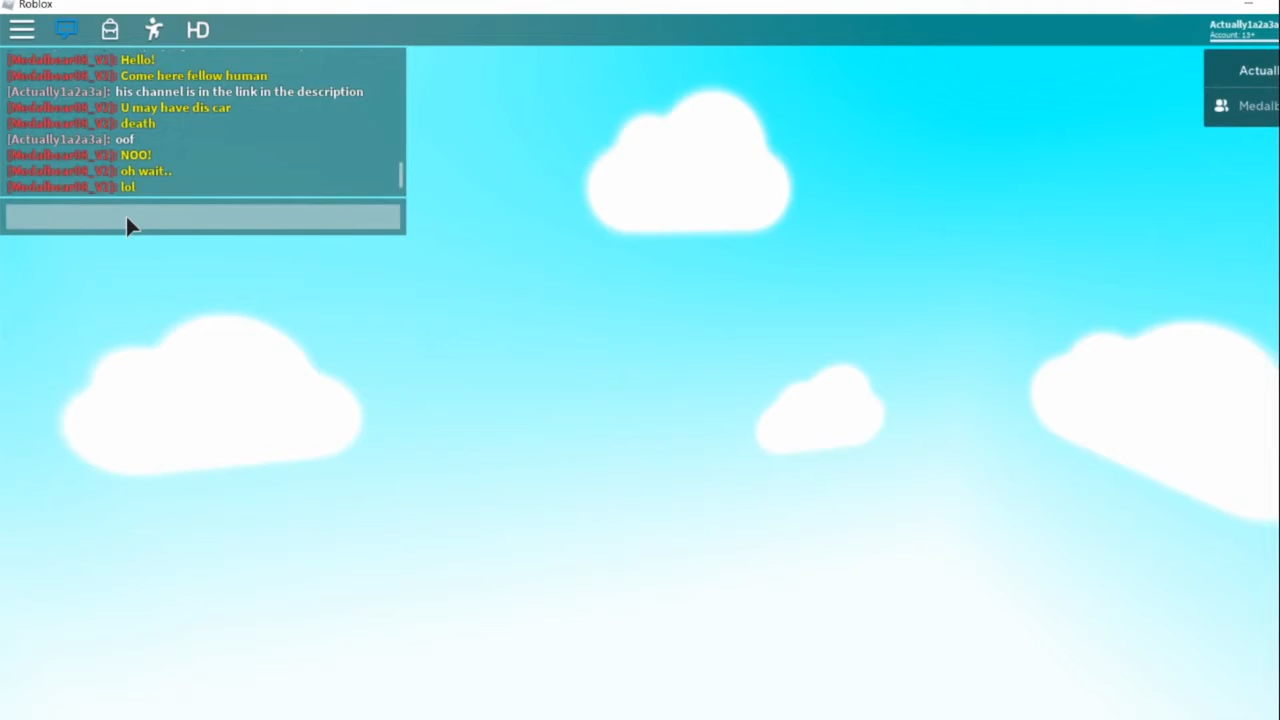 Roblox
HD
Actually1a2a3a
Account: 13+
[Medalbear08_V2]: Hello!
[Medalbear08_V2]: Come here fellow human
[Actually1a2a3a]: his channel is in the link in the description
[Medalbear08_V2]: U may have dis car
[Medalbear08_V2]: death
[Actually1a2a3a]: oof
[Medalbear08_V2]: NOO!
[Medalbear08_V2]: oh wait..
[Medalbear08_V2]: lol
Actuall
Medalb